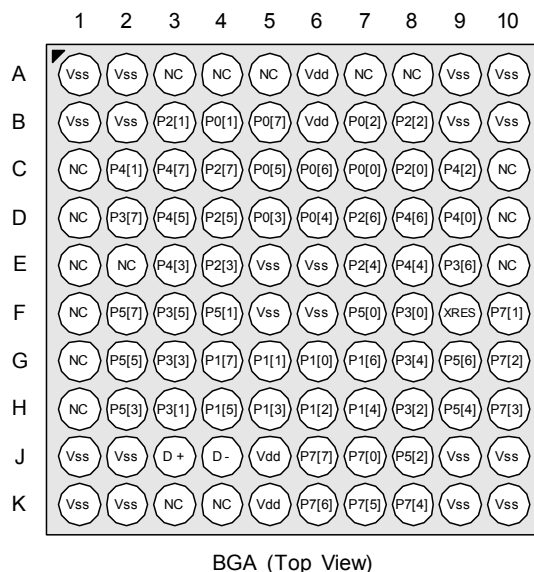 1 2 3 4 5 6 7 8 9 10
A Vss Vss NC NC NC Vdd NC NC Vss Vss
B Vss Vss P2[1] P0[1] P0[7] Vdd P0[2] P2[2] Vss Vss
C NC P4[1] P4[7] P2[7] P0[5] P0[6] P0[0] P2[0] P4[2] NC
D NC P3[7] P4[5] P2[5] P0[3] P0[4] P2[6] P4[6] P4[0] NC
E NC NC P4[3] P2[3] Vss Vss P2[4] P4[4] P3[6] NC
F NC P5[7] P3[5] P5[1] Vss Vss P5[0] P3[0] XRES P7[1]
G NC P5[5] P3[3] P1[7] P1[1] P1[0] P1[6] P3[4] P5[6] P7[2]
H NC P5[3] P3[1] P1[5] P1[3] P1[2] P1[4] P3[2] P5[4] P7[3]
J Vss Vss D + D - Vdd P7[7] P7[0] P5[2] Vss Vss
K Vss Vss NC NC Vdd P7[6] P7[5] P7[4] Vss Vss
BGA (Top View)